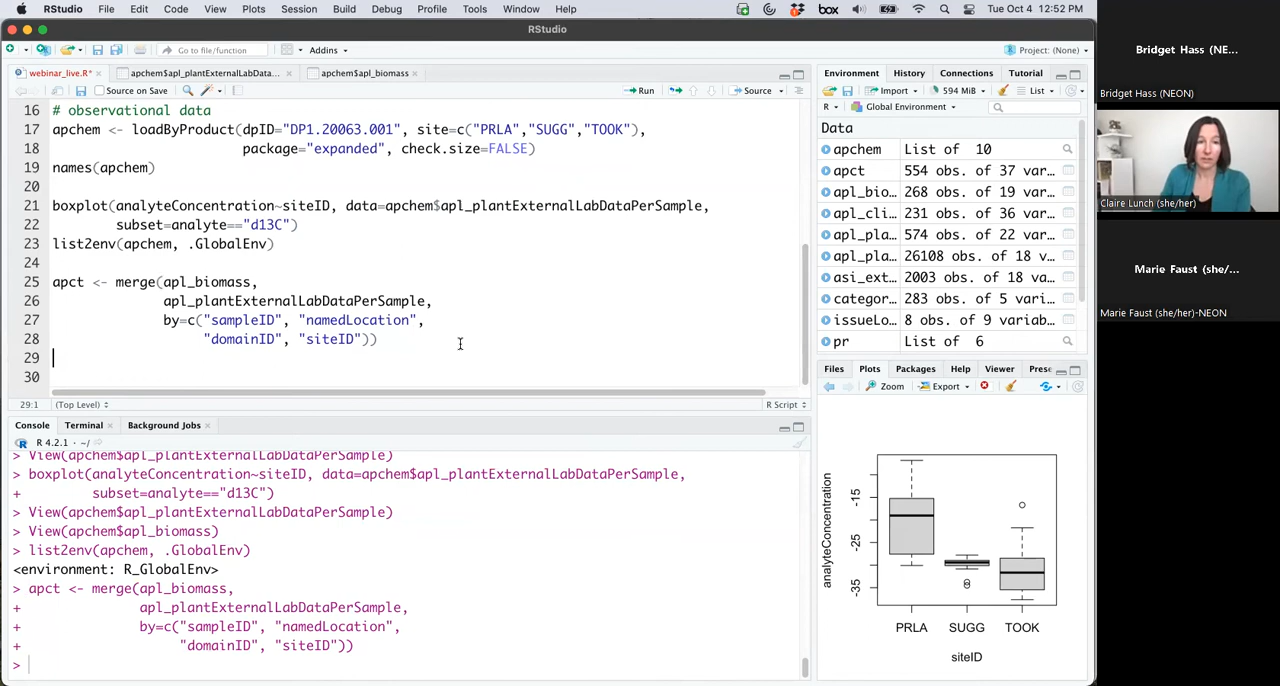 RStudio File Edit Code View Plots Session Build Debug Profile Tools Window Help box Tue Oct 4 12:52 PM
RStudio
Go to file/function Addins Project: (None)
webinar_live.R* apchem$apl_plantExternalLabData... apchem$apl_biomass
Source on Save Run Source
16 # observational data
17 apchem <- loadByProduct(dpID="DP1.20063.001", site=c("PRLA","SUGG","TOOK"),
18 package="expanded", check.size=FALSE)
19 names(apchem)
20
21 boxplot(analyteConcentration~siteID, data=apchem$apl_plantExternalLabDataPerSample,
22 subset=analyte=="d13C")
23 list2env(apchem, .GlobalEnv)
24
25 apct <- merge(apl_biomass,
26 apl_plantExternalLabDataPerSample,
27 by=c("sampleID", "namedLocation",
28 "domainID", "siteID"))
29
30
29:1 (Top Level) R Script
Console Terminal Background Jobs
R 4.2.1 · ~/
> View(apchem$apl_plantExternalLabDataPerSample)
> boxplot(analyteConcentration~siteID, data=apchem$apl_plantExternalLabDataPerSample,
+ subset=analyte=="d13C")
> View(apchem$apl_plantExternalLabDataPerSample)
> View(apchem$apl_biomass)
> list2env(apchem, .GlobalEnv)
<environment: R_GlobalEnv>
> apct <- merge(apl_biomass,
+ apl_plantExternalLabDataPerSample,
+ by=c("sampleID", "namedLocation",
+ "domainID", "siteID"))
>
Environment History Connections Tutorial
Import 594 MiB List
R Global Environment
Data
apchem List of 10
apct 554 obs. of 37 var...
apl_bio... 268 obs. of 19 var...
apl_cli... 231 obs. of 36 var...
apl_pla... 574 obs. of 22 var...
apl_pla... 26108 obs. of 18 v...
asi_ext... 2003 obs. of 18 va...
categor... 283 obs. of 5 vari...
issueLo... 8 obs. of 9 variab...
pr List of 6
Files Plots Packages Help Viewer Prese
Zoom Export
analyteConcentration
-15
-25
-35
PRLA SUGG TOOK
siteID
Bridget Hass (NE...
Bridget Hass (NEON)
Claire Lunch (she/her)
Marie Faust (she/...
Marie Faust (she/her)-NEON